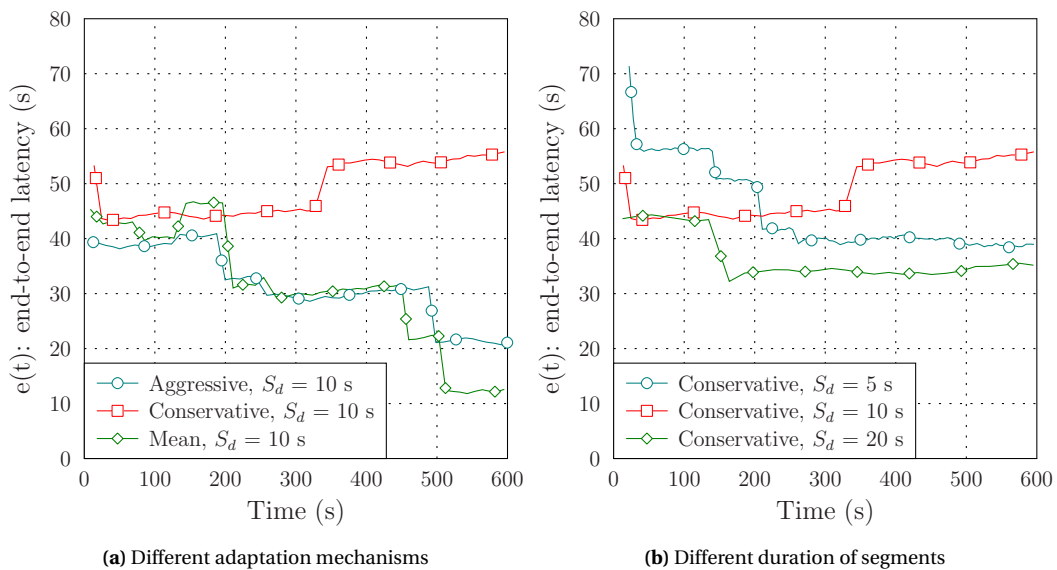 e(t): end-to-end latency (s)
80
70
60
50
40
30
20
10
0
Aggressive, S_d = 10 s
Conservative, S_d = 10 s
Mean, S_d = 10 s
0 100 200 300 400 500 600
Time (s)
(a) Different adaptation mechanisms
e(t): end-to-end latency (s)
80
70
60
50
40
30
20
10
0
Conservative, S_d = 5 s
Conservative, S_d = 10 s
Conservative, S_d = 20 s
0 100 200 300 400 500 600
Time (s)
(b) Different duration of segments